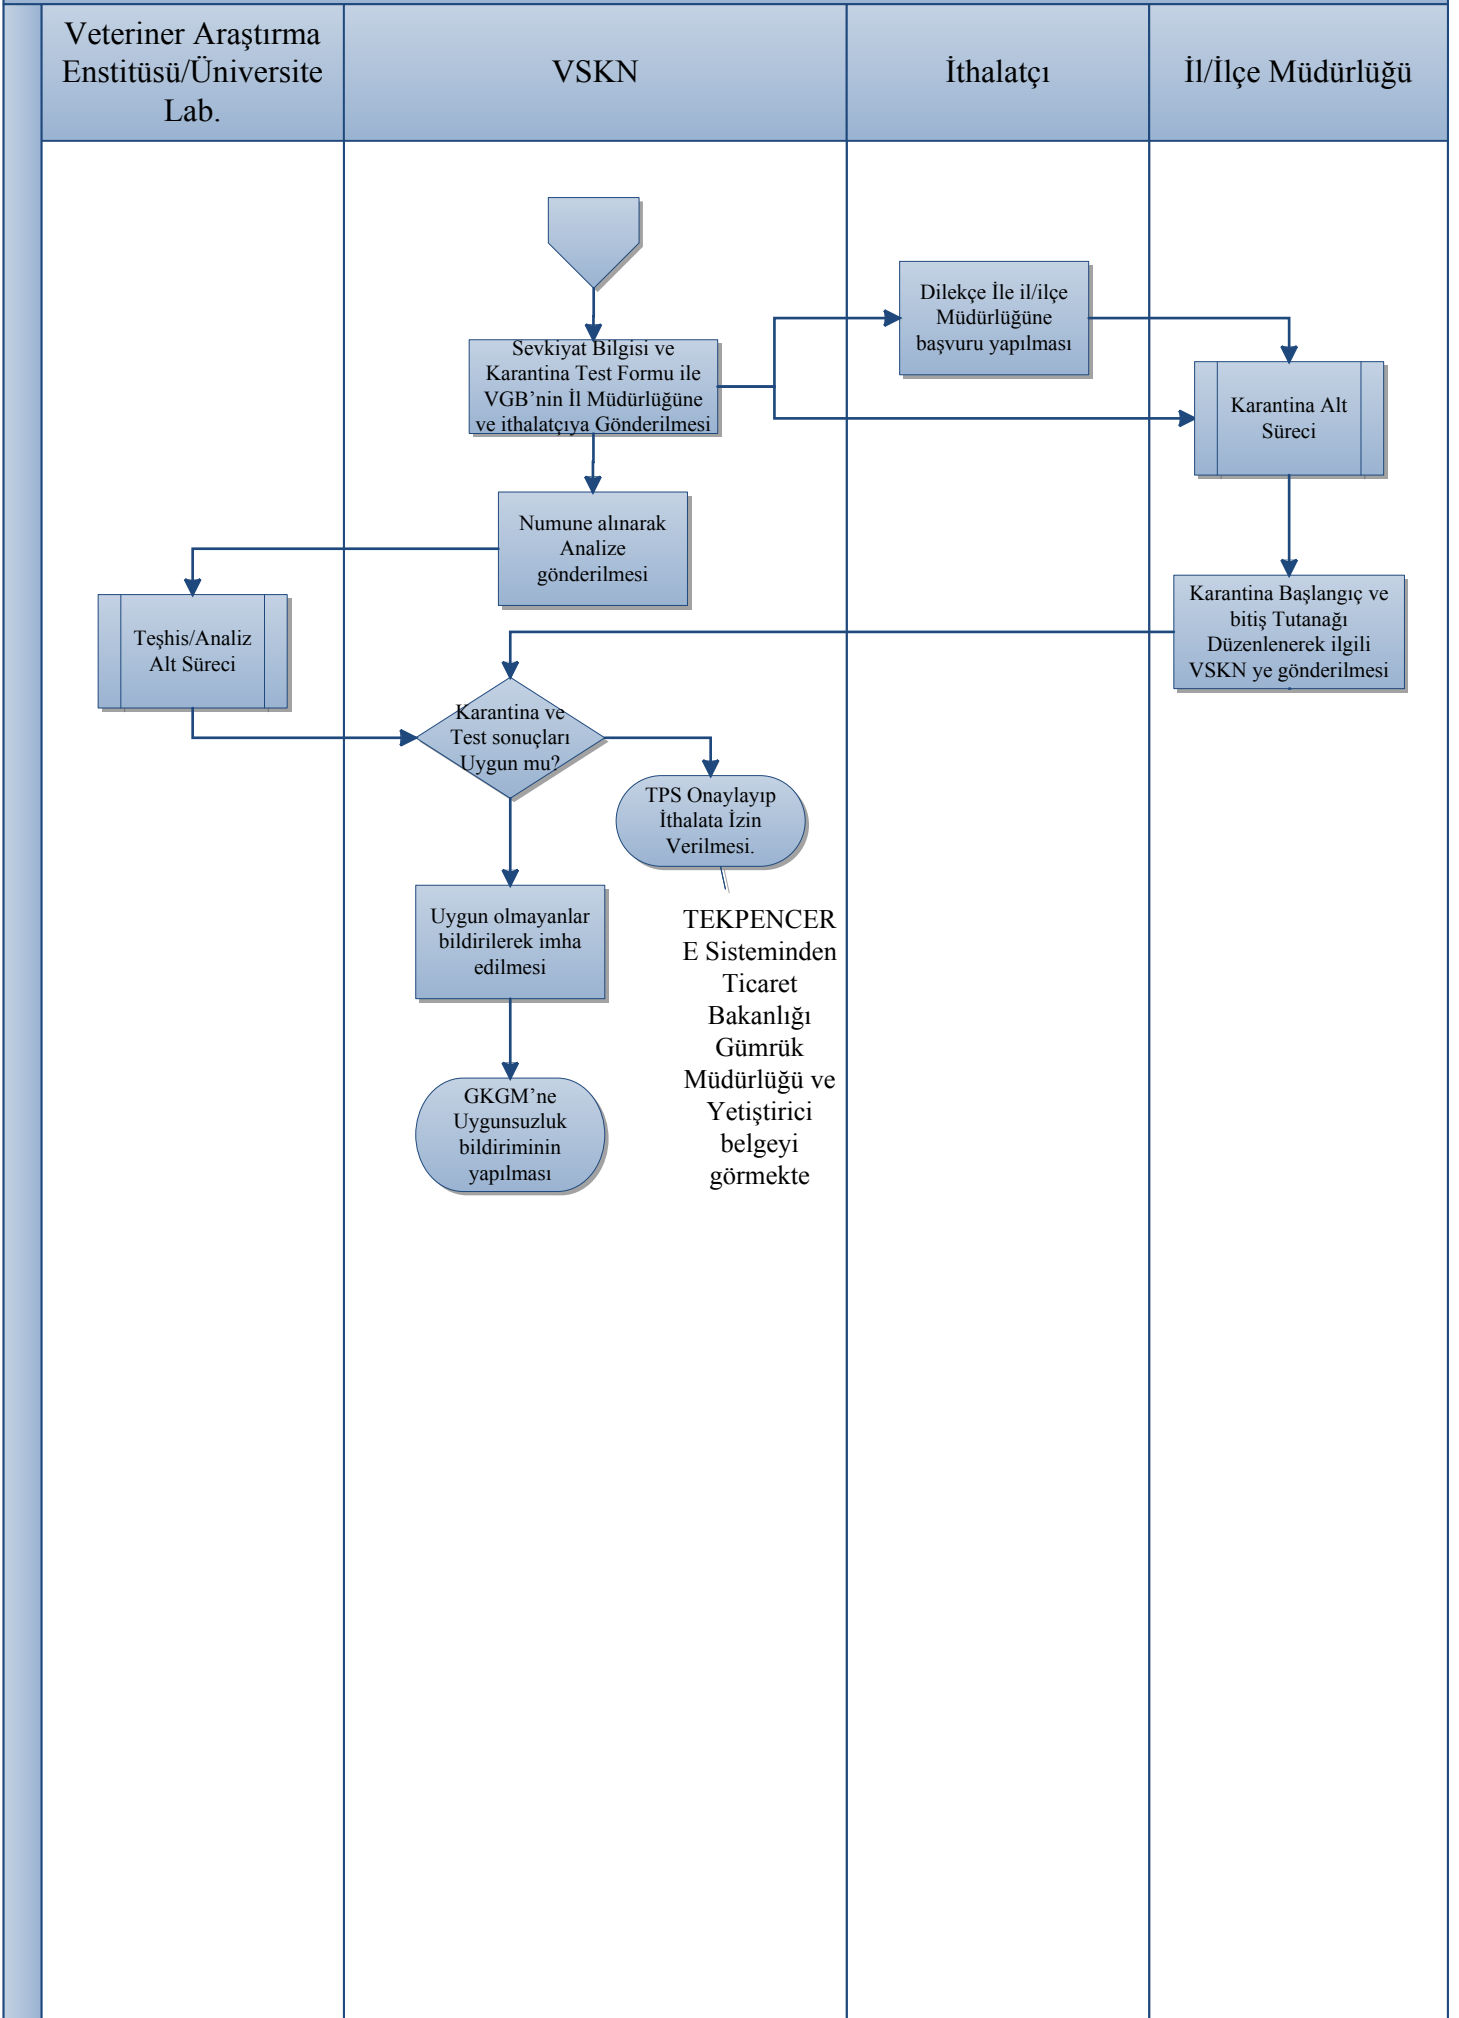 Veteriner Araştırma
Enstitüsü/Üniversite
Lab.
VSKN
İthalatçı
İl/İlçe Müdürlüğü
Sevkiyat Bilgisi ve
Karantina Test Formu ile
VGB’nin İl Müdürlüğüne
ve ithalatçıya Gönderilmesi
Dilekçe İle il/ilçe
Müdürlüğüne
başvuru yapılması
Karantina Alt
Süreci
Numune alınarak
Analize
gönderilmesi
Karantina Başlangıç ve
bitiş Tutanağı
Düzenlenerek ilgili
VSKN ye gönderilmesi
Teşhis/Analiz
Alt Süreci
Karantina ve
Test sonuçları
Uygun mu?
TPS Onaylayıp
İthalata İzin
Verilmesi.
Uygun olmayanlar
bildirilerek imha
edilmesi
TEKPENCER
E Sisteminden
Ticaret
Bakanlığı
Gümrük
Müdürlüğü ve
Yetiştirici
belgeyi
görmekte
GKGM’ne
Uygunsuzluk
bildiriminin
yapılması